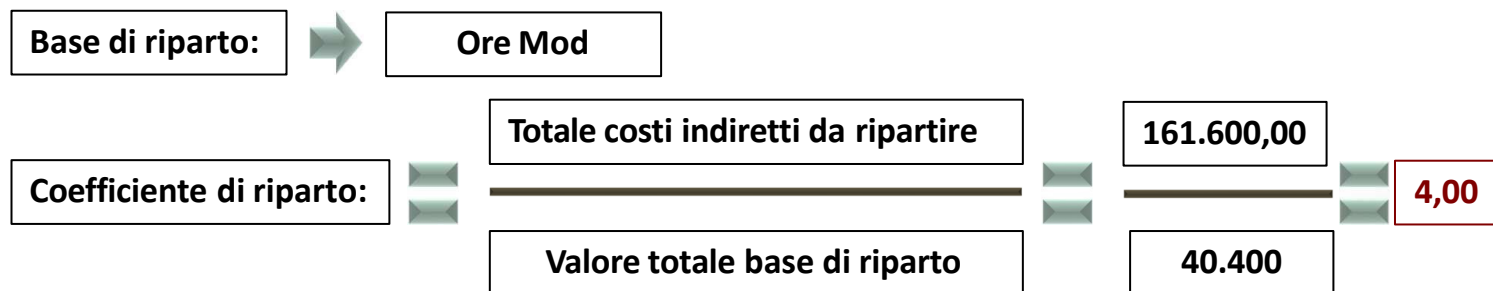 Base di riparto:
Ore Mod
Totale costi indiretti da ripartire
161.600,00
Coefficiente di riparto:
4,00
Valore totale base di riparto
40.400